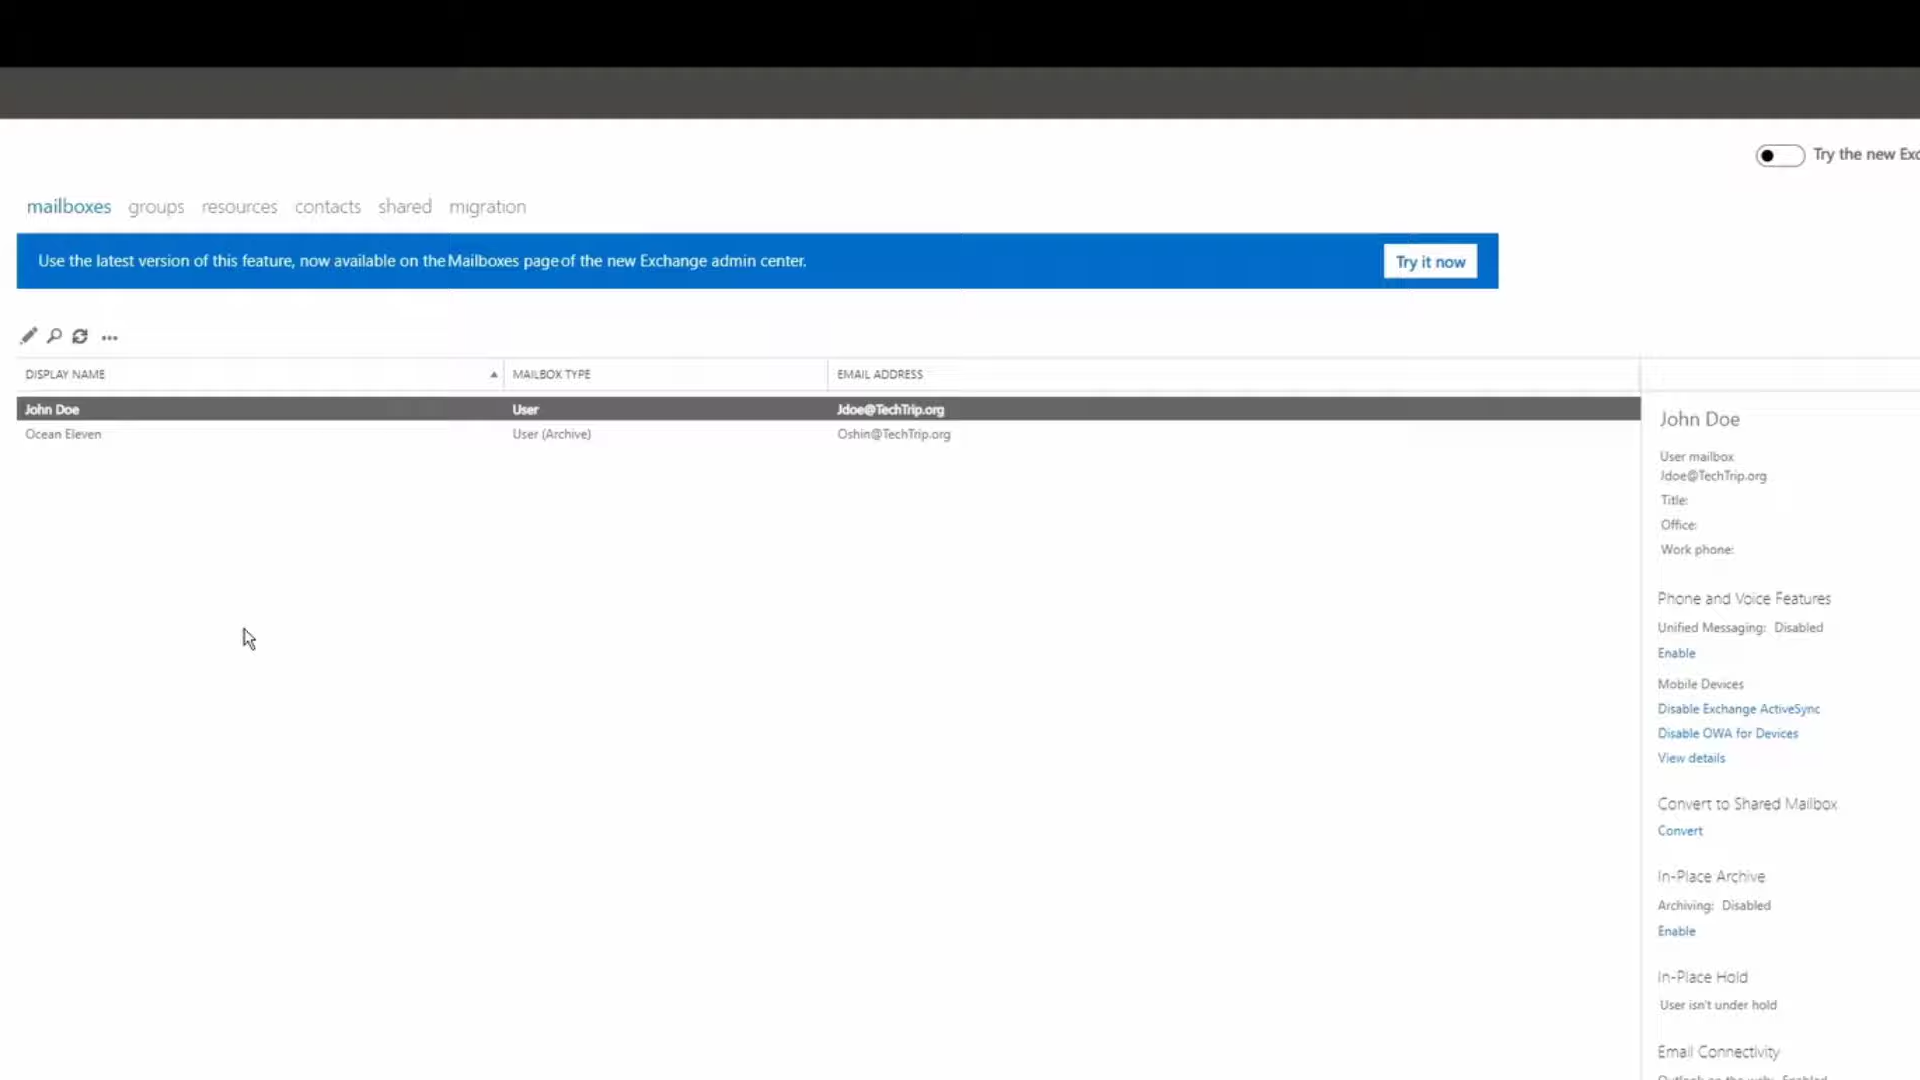 Try the new Exc
mailboxes groups resources contacts shared migration
Use the latest version of this feature, now available on the Mailboxes page of the new Exchange admin center.
Try it now
DISPLAY NAME MAILBOX TYPE EMAIL ADDRESS
John Doe User Jdoe@TechTrip.org
Ocean Eleven User (Archive) Oshin@TechTrip.org
John Doe
User mailbox
Jdoe@TechTrip.org
Title:
Office:
Work phone:
Phone and Voice Features
Unified Messaging: Disabled
Enable
Mobile Devices
Disable Exchange ActiveSync
Disable OWA for Devices
View details
Convert to Shared Mailbox
Convert
In-Place Archive
Archiving: Disabled
Enable
In-Place Hold
User isn't under hold
Email Connectivity
Outlook on the web: Enabled